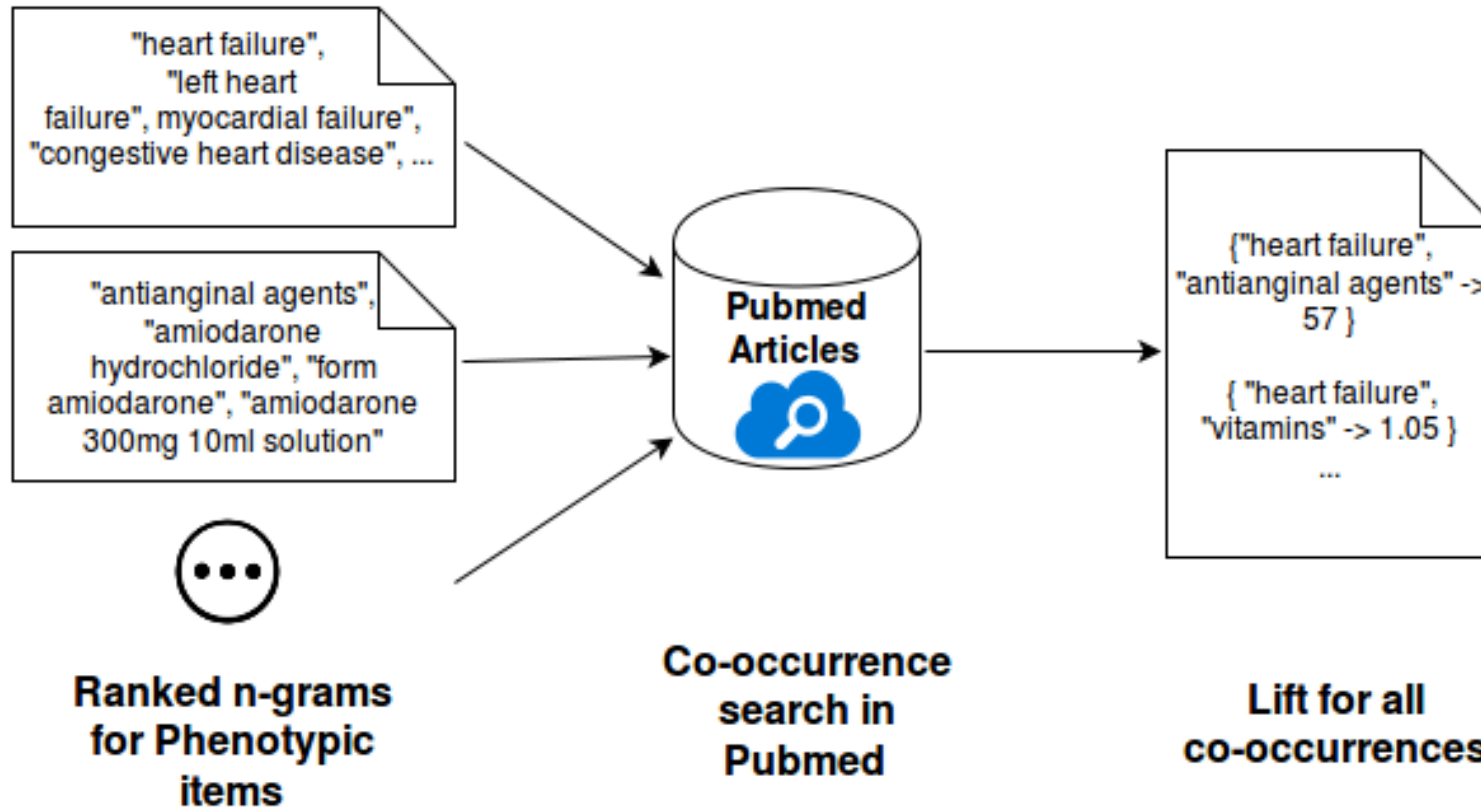 "heart failure",
"left heart
failure", myocardial failure",
"congestive heart disease", ...
"antianginal agents",
"amiodarone
hydrochloride", "form
amiodarone", "amiodarone
300mg 10ml solution"
Ranked n-grams
for Phenotypic
items
Pubmed
Articles
Co-occurrence
search in
Pubmed
{"heart failure",
"antianginal agents" ->
57 }
{ "heart failure",
"vitamins" -> 1.05 }
...
Lift for all
co-occurrences